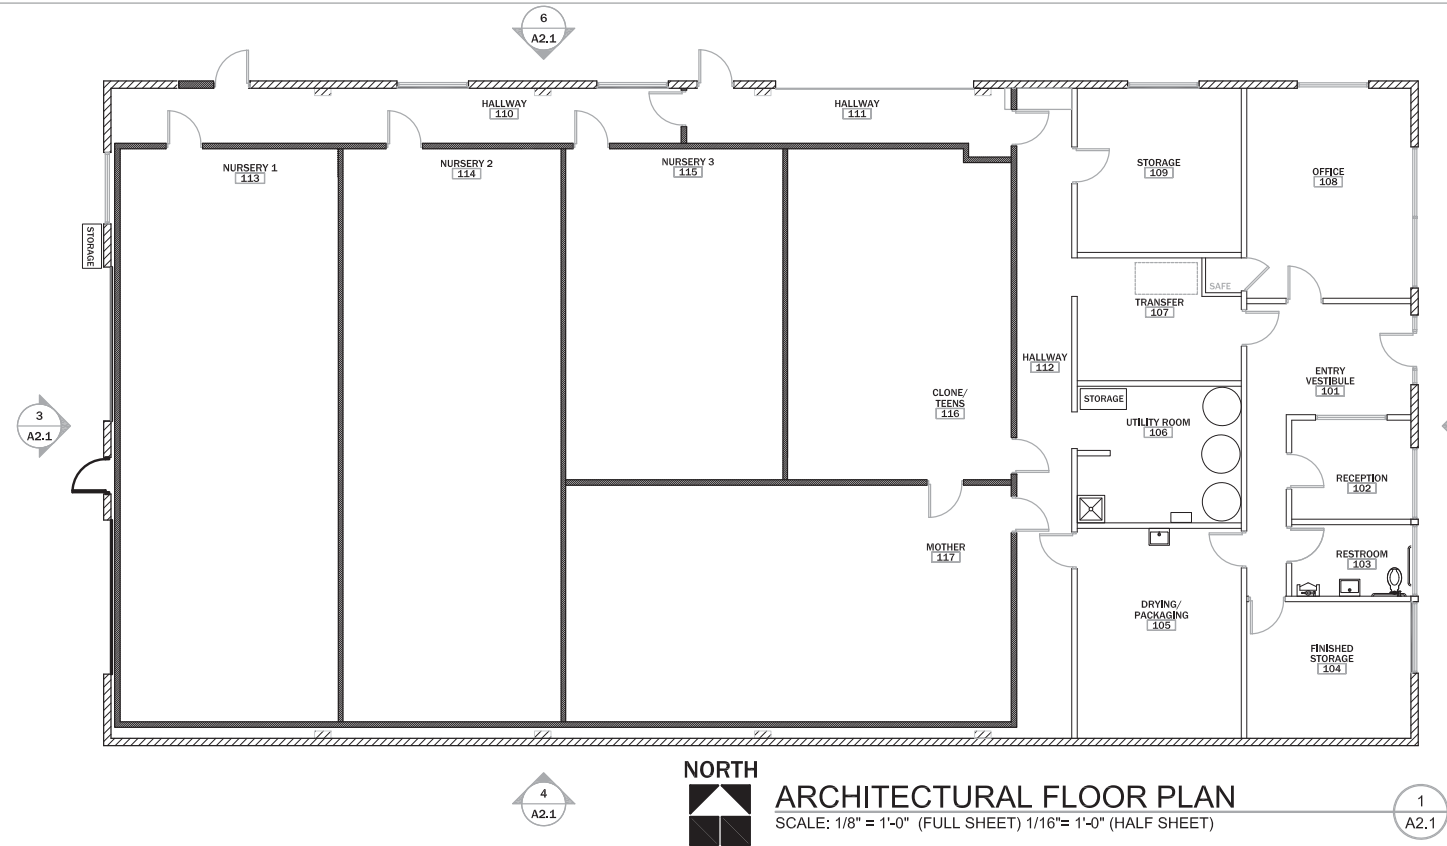 6
A2.1
HALLWAY
110
HALLWAY
111
NURSERY 1
113
NURSERY 2
114
NURSERY 3
115
STORAGE
109
OFFICE
108
STORAGE
SAFE
TRANSFER
107
HALLWAY
112
ENTRY
VESTIBULE
101
CLONE/
TEENS
116
STORAGE
UTILITY ROOM
106
3
A2.1
RECEPTION
102
MOTHER
117
RESTROOM
103
DRYING/
PACKAGING
105
FINISHED
STORAGE
104
4
A2.1
NORTH
ARCHITECTURAL FLOOR PLAN
SCALE: 1/8" = 1'-0" (FULL SHEET) 1/16"= 1'-0" (HALF SHEET)
1
A2.1